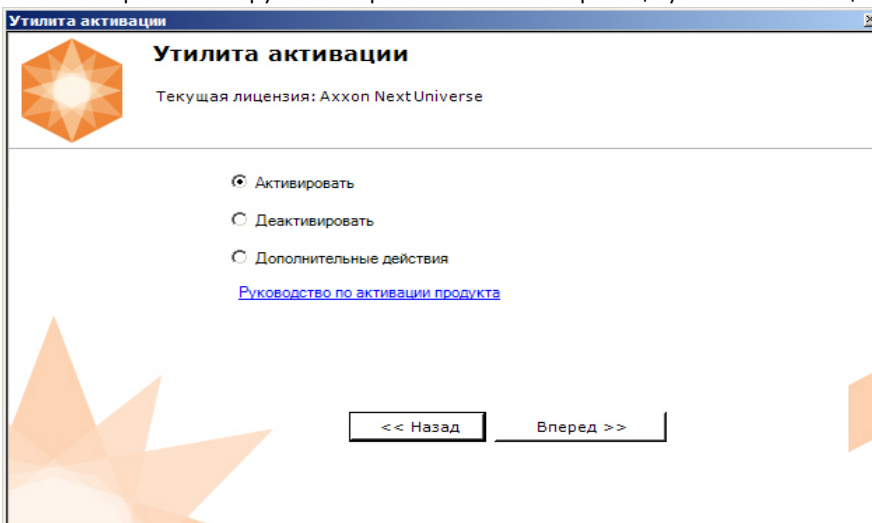 Утилита активации
Утилита активации
Текущая лицензия: Axxon Next Universe
Активировать
Деактивировать
Дополнительные действия
Руководство по активации продукта
<< Назад
Вперед >>